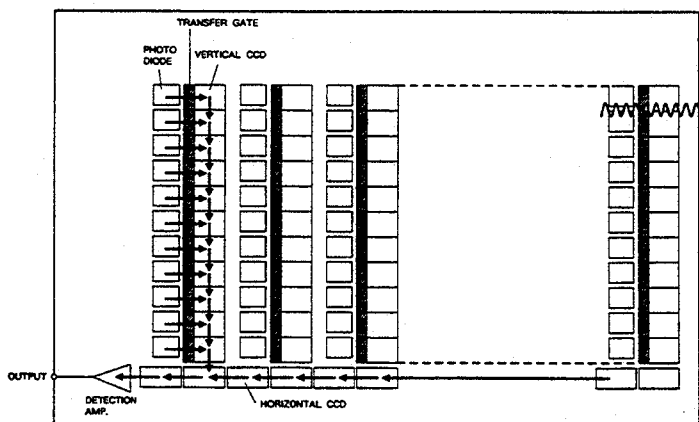 TRANSFER GATE
PHOTO
DIODE
VERTICAL CCD
OUTPUT
DETECTION
AMP.
HORIZONTAL CCD